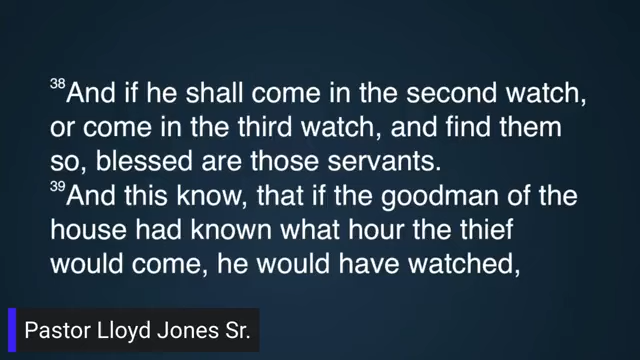 38And if he shall come in the second watch,
or come in the third watch, and find them
so, blessed are those servants.
39And this know, that if the goodman of the
house had known what hour the thief
would come, he would have watched,
Pastor Lloyd Jones Sr.